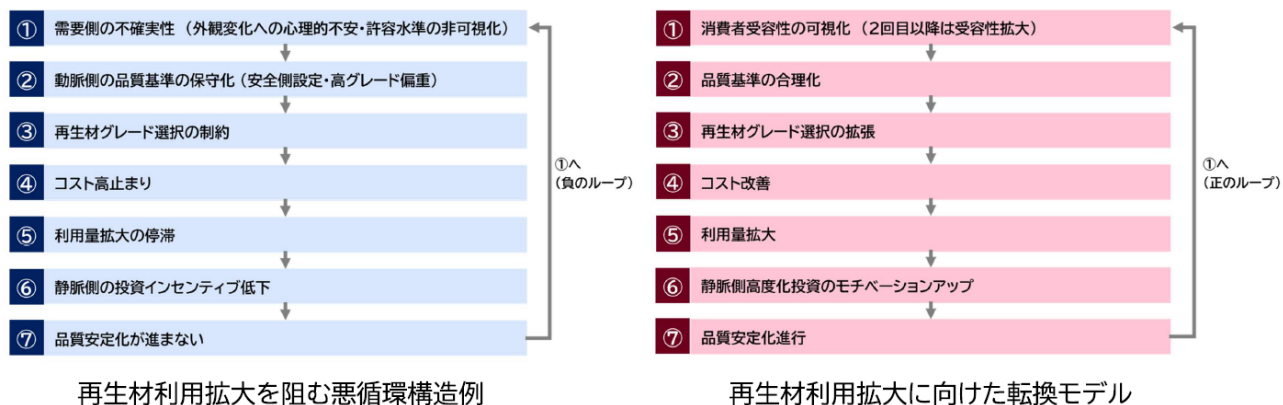 ① 需要側の不確実性 (外観変化への心理的不安・許容水準の非可視化)
② 動脈側の品質基準の保守化 (安全側設定・高グレード偏重)
③ 再生材グレード選択の制約
④ コスト高止まり
⑤ 利用量拡大の停滞
⑥ 静脈側の投資インセンティブ低下
⑦ 品質安定化が進まない
①へ
(負のループ)
再生材利用拡大を阻む悪循環構造例
① 消費者受容性の可視化 (2回目以降は受容性拡大)
② 品質基準の合理化
③ 再生材グレード選択の拡張
④ コスト改善
⑤ 利用量拡大
⑥ 静脈側高度化投資のモチベーションアップ
⑦ 品質安定化進行
①へ
(正のループ)
再生材利用拡大に向けた転換モデル